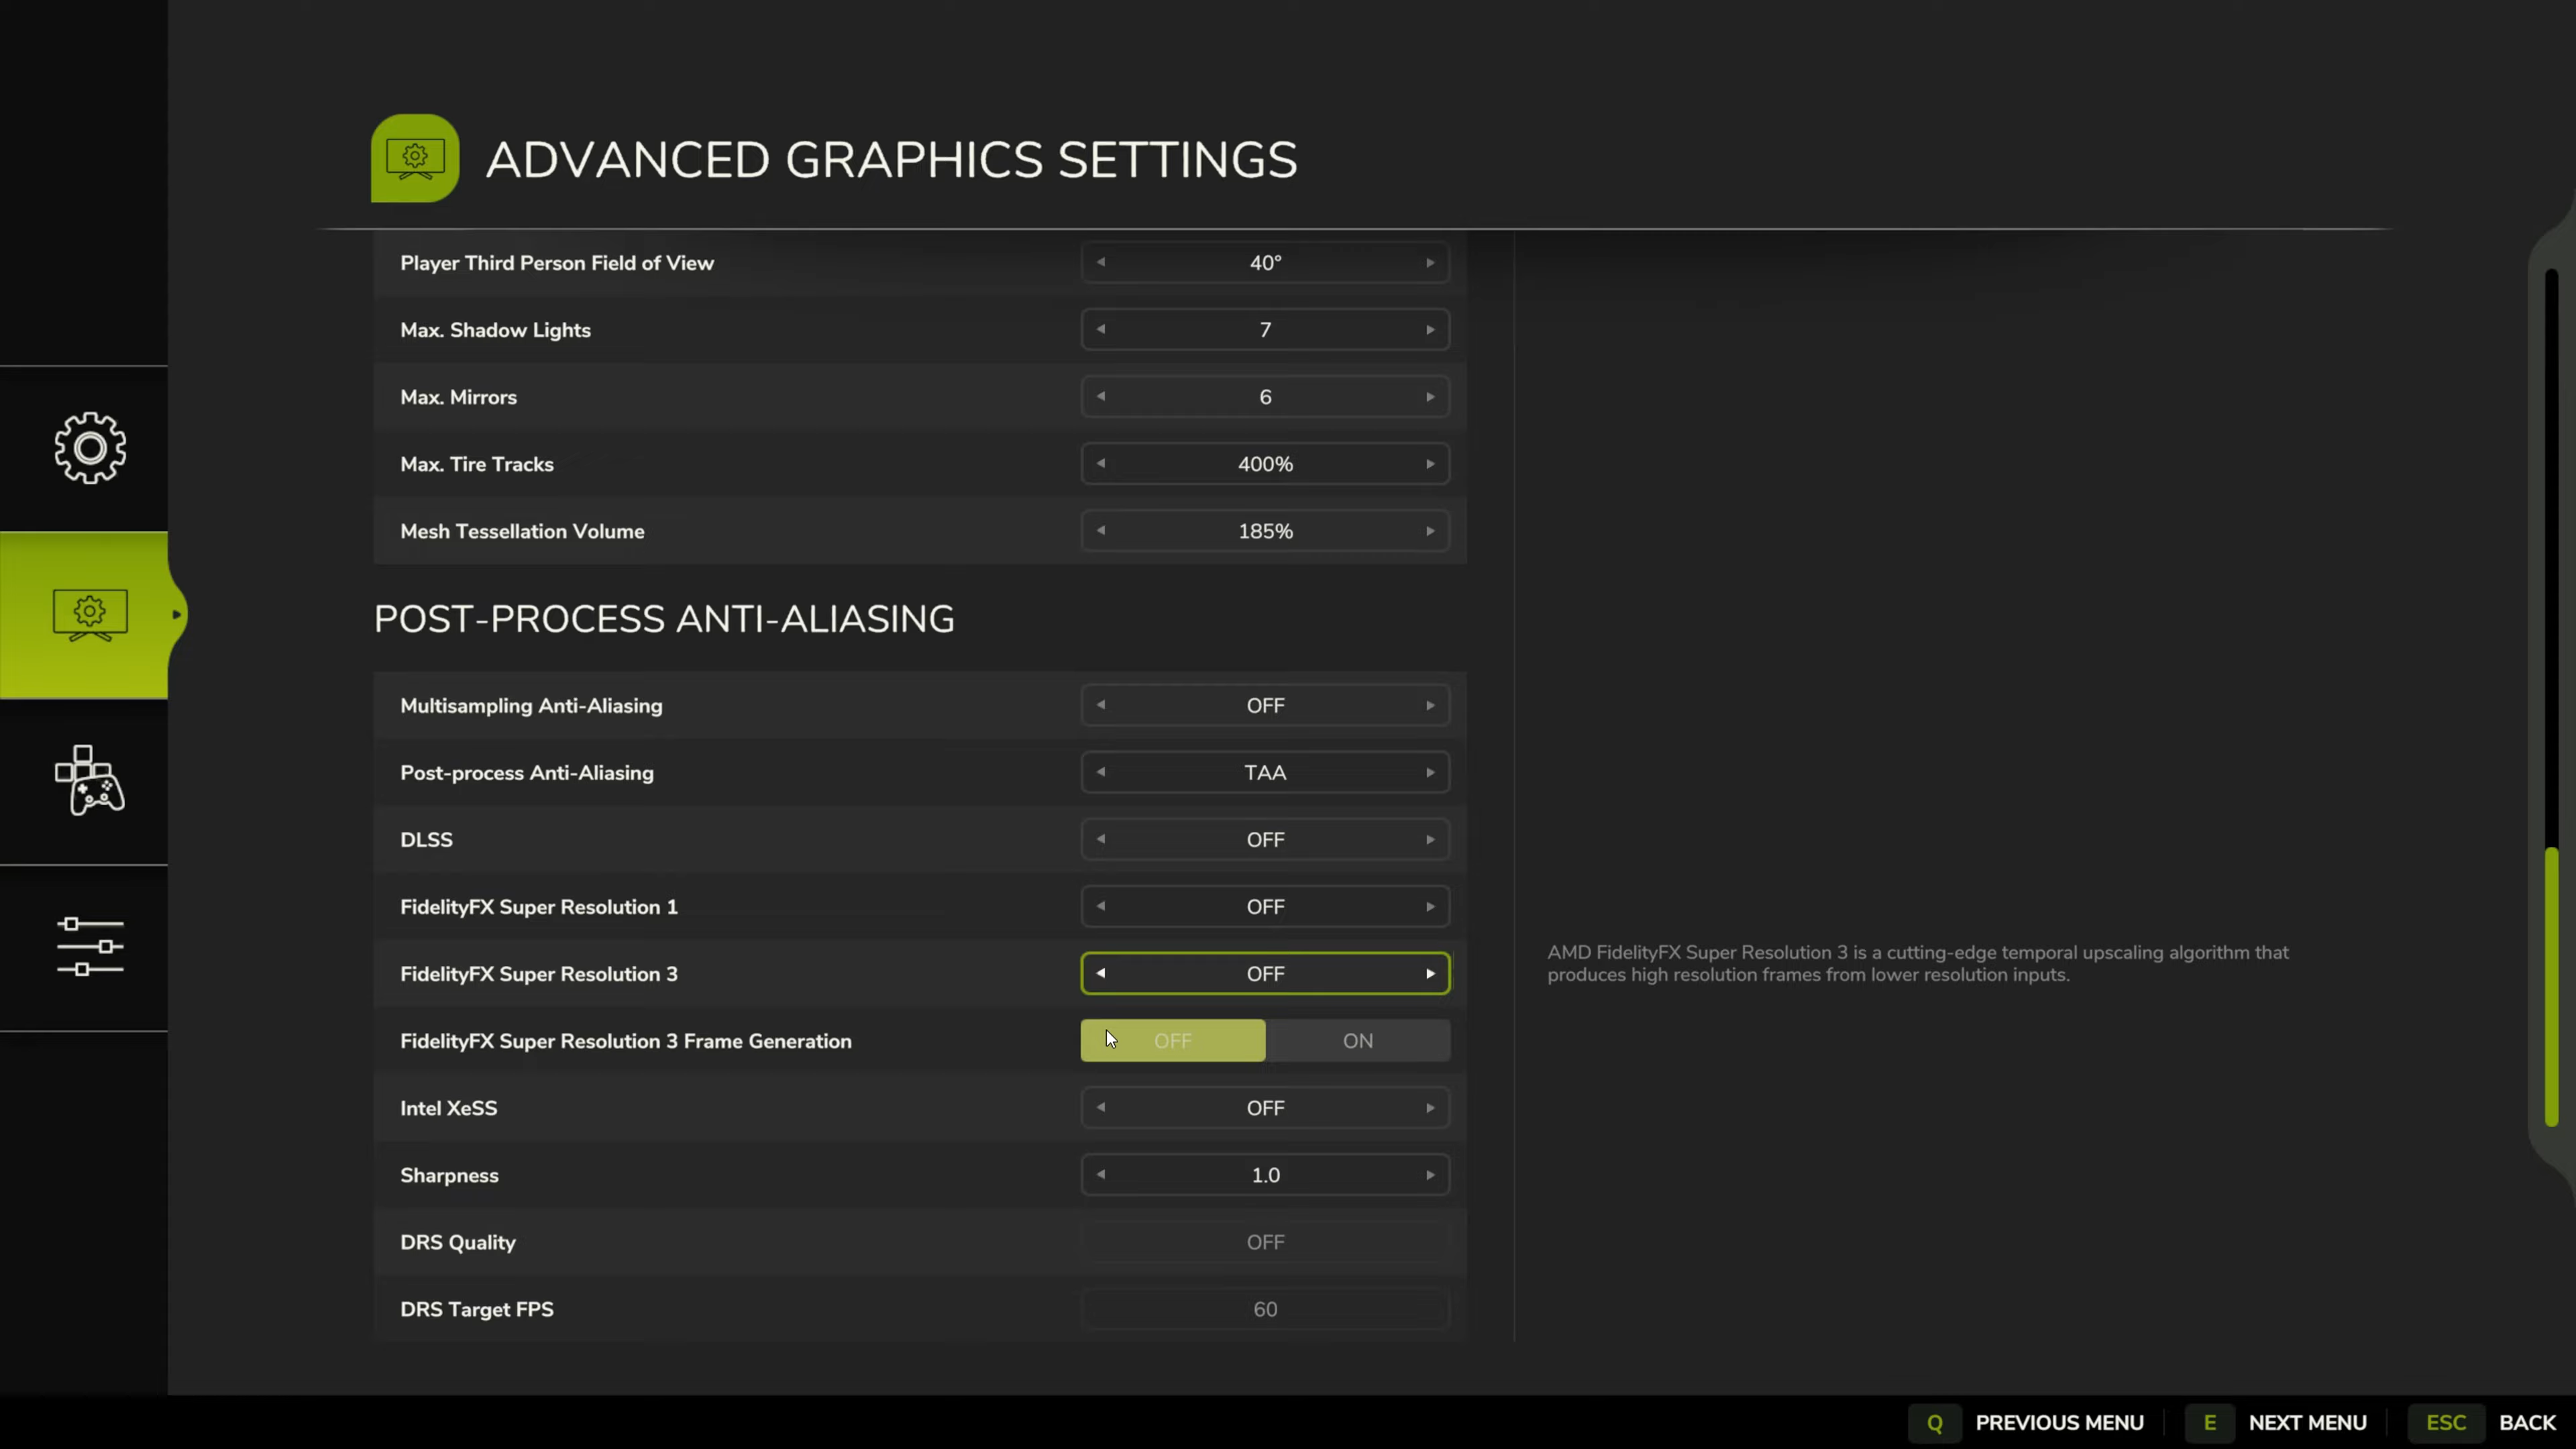 ADVANCED GRAPHICS SETTINGS
Player Third Person Field of View 40°
Max. Shadow Lights 7
Max. Mirrors 6
Max. Tire Tracks 400%
Mesh Tessellation Volume 185%
POST-PROCESS ANTI-ALIASING
Multisampling Anti-Aliasing OFF
Post-process Anti-Aliasing TAA
DLSS OFF
FidelityFX Super Resolution 1 OFF
FidelityFX Super Resolution 3 OFF
AMD FidelityFX Super Resolution 3 is a cutting-edge temporal upscaling algorithm that
produces high resolution frames from lower resolution inputs.
FidelityFX Super Resolution 3 Frame Generation OFF ON
Intel XeSS OFF
Sharpness 1.0
DRS Quality OFF
DRS Target FPS 60
Q PREVIOUS MENU E NEXT MENU ESC BACK